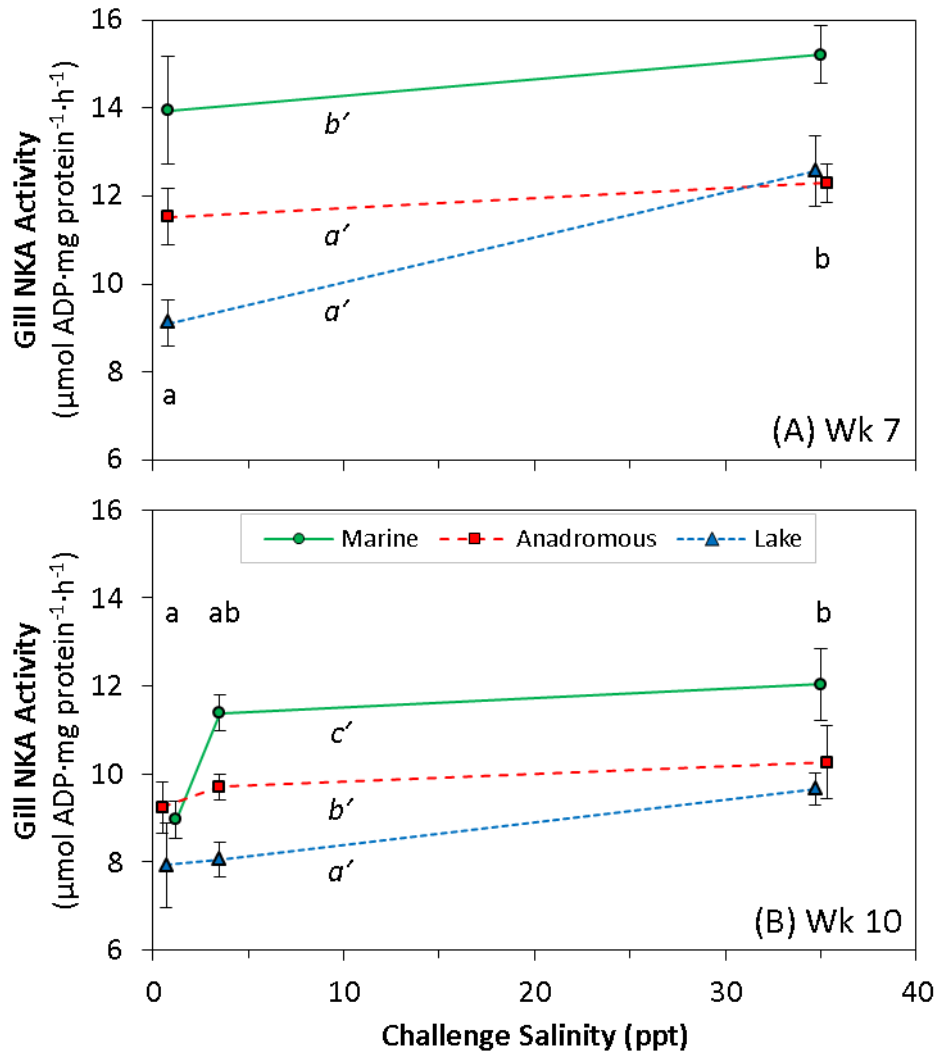 16
14
12
10
8
6
Gill NKA Activity
(µmol ADP·mg protein⁻¹·h⁻¹)
b′
a′
a′
a
b
(A) Wk 7
16
14
12
10
8
6
Gill NKA Activity
(µmol ADP·mg protein⁻¹·h⁻¹)
Marine Anadromous Lake
a ab b
c′
b′
a′
(B) Wk 10
0 10 20 30 40
Challenge Salinity (ppt)